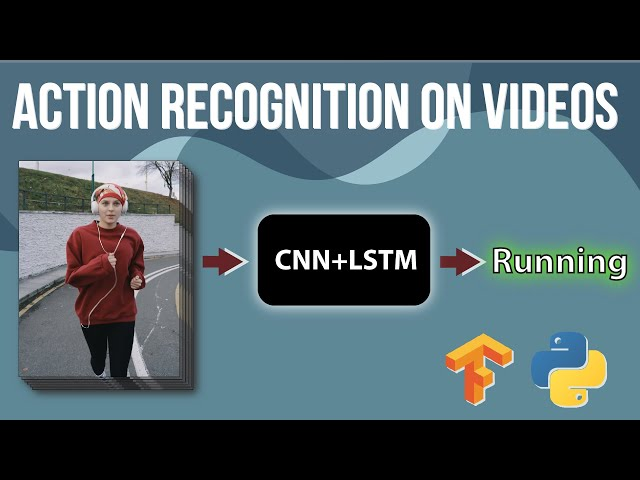 ACTION RECOGNITION ON VIDEOS
CNN+LSTM
Running